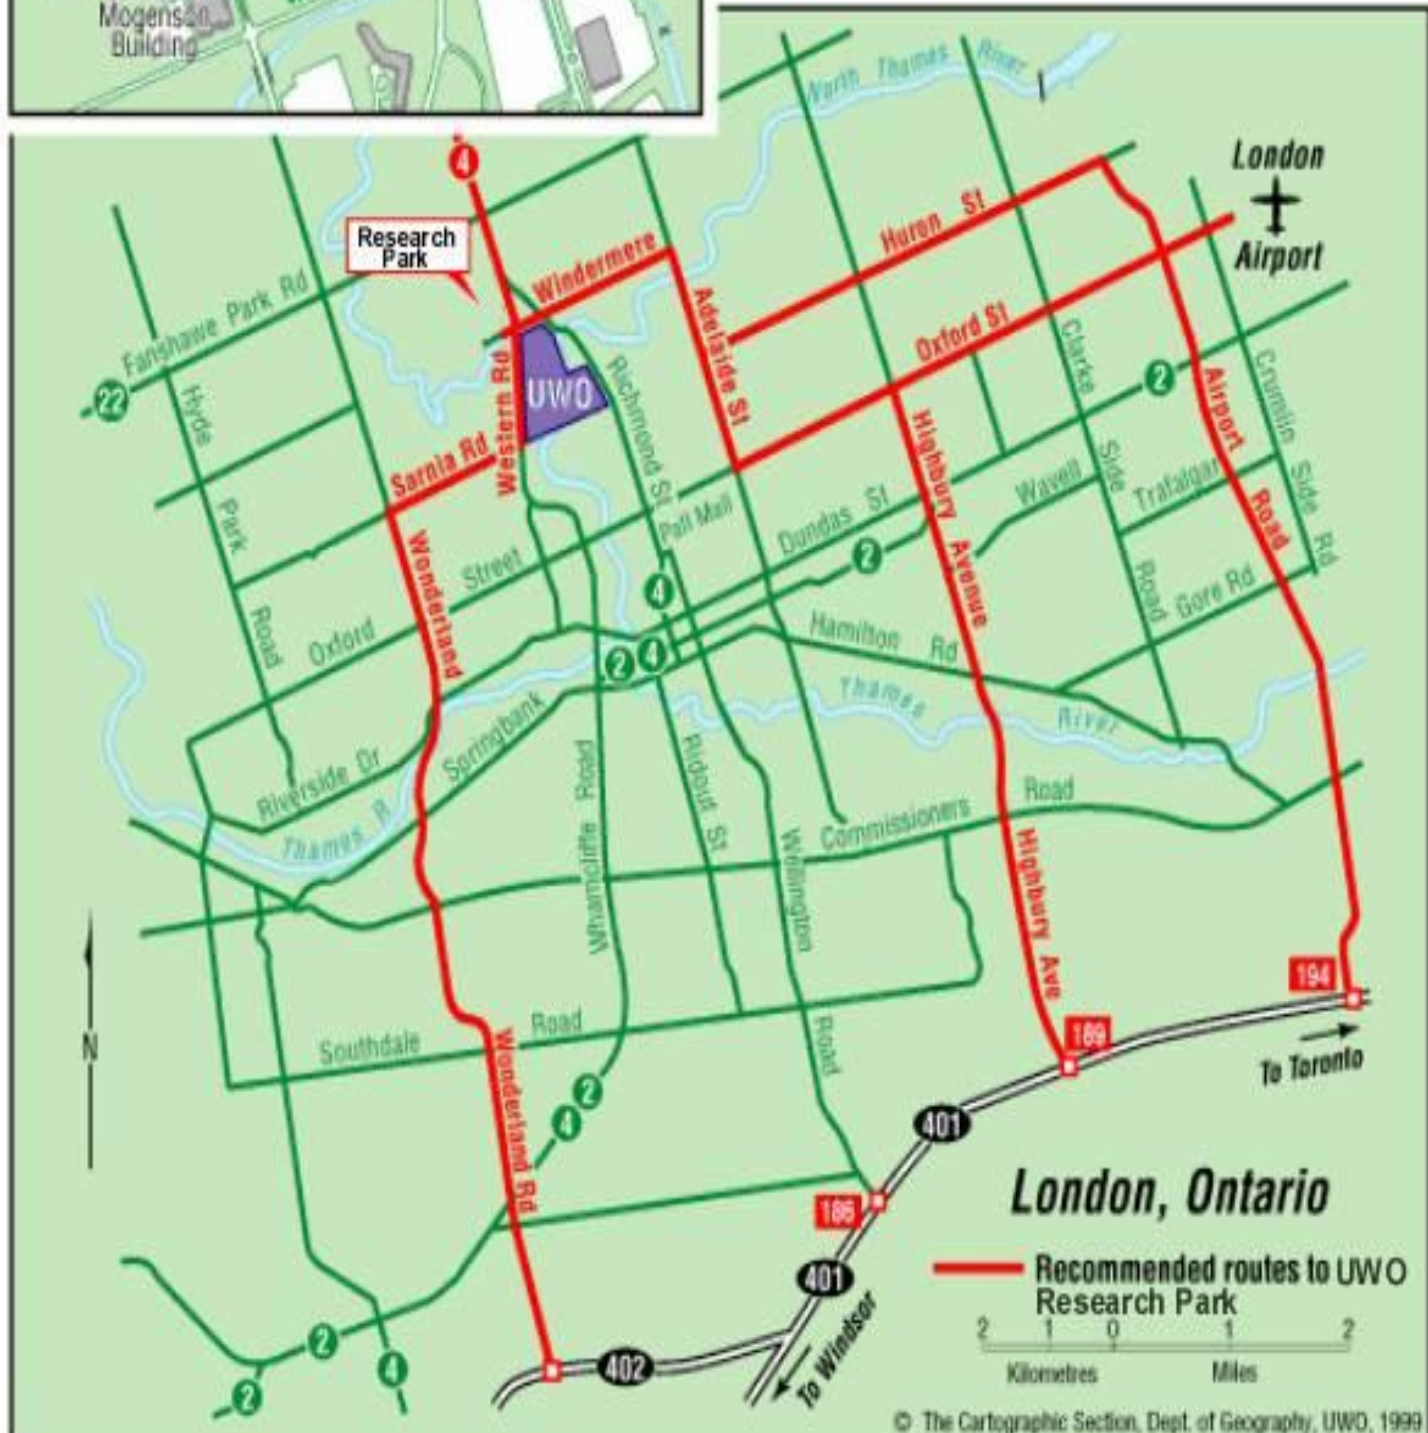 Mogenson
Building
North Thames River
4
London
Airport
Research
Park
Huron St
Windermere
Fanshawe Park Rd
Adelaide St
Oxford St
22
Hyde
Park
Road
Western Rd
UWO
Richmond St
Clarke
Side
Road
2
Airport
Road
Crumlin
Side Rd
Sarnia Rd
Highbury
Avenue
Wavell
Trafalgar
Pall Mall
Dundas St
2
Wonderland
Street
Oxford
4
Gore Rd
Hamilton Rd
2
4
Thames
River
Springbank
Riverside Dr
Thames R
Wharncliffe Road
Ridout St
Wellington
Road
Commissioners
Road
Highbury Ave
194
N
Southdale
Road
189
To Toronto
Wonderland Rd
2
4
401
186
London, Ontario
401
Recommended routes to UWO
Research Park
To Windsor
2 1 0 1 2
Kilometres Miles
2
4
402
2
© The Cartographic Section, Dept. of Geography, UWO, 1999